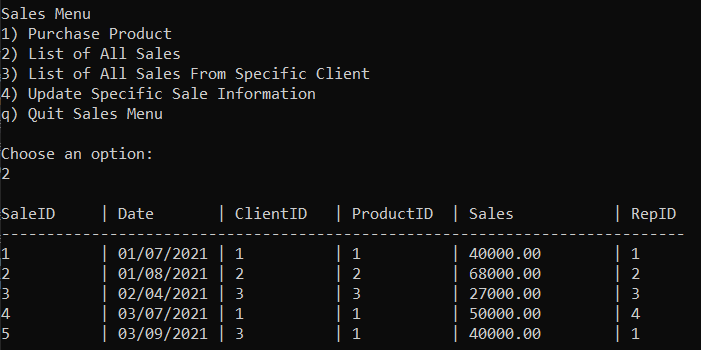 Sales Menu
1) Purchase Product
2) List of All Sales
3) List of All Sales From Specific Client
4) Update Specific Sale Information
q) Quit Sales Menu
Choose an option:
2
SaleID | Date | ClientID | ProductID | Sales | RepID
--------------------------------------------------------------------------
1 | 01/07/2021 | 1 | 1 | 40000.00 | 1
2 | 01/08/2021 | 2 | 2 | 68000.00 | 2
3 | 02/04/2021 | 3 | 3 | 27000.00 | 3
4 | 03/07/2021 | 1 | 1 | 50000.00 | 4
5 | 03/09/2021 | 3 | 1 | 40000.00 | 1